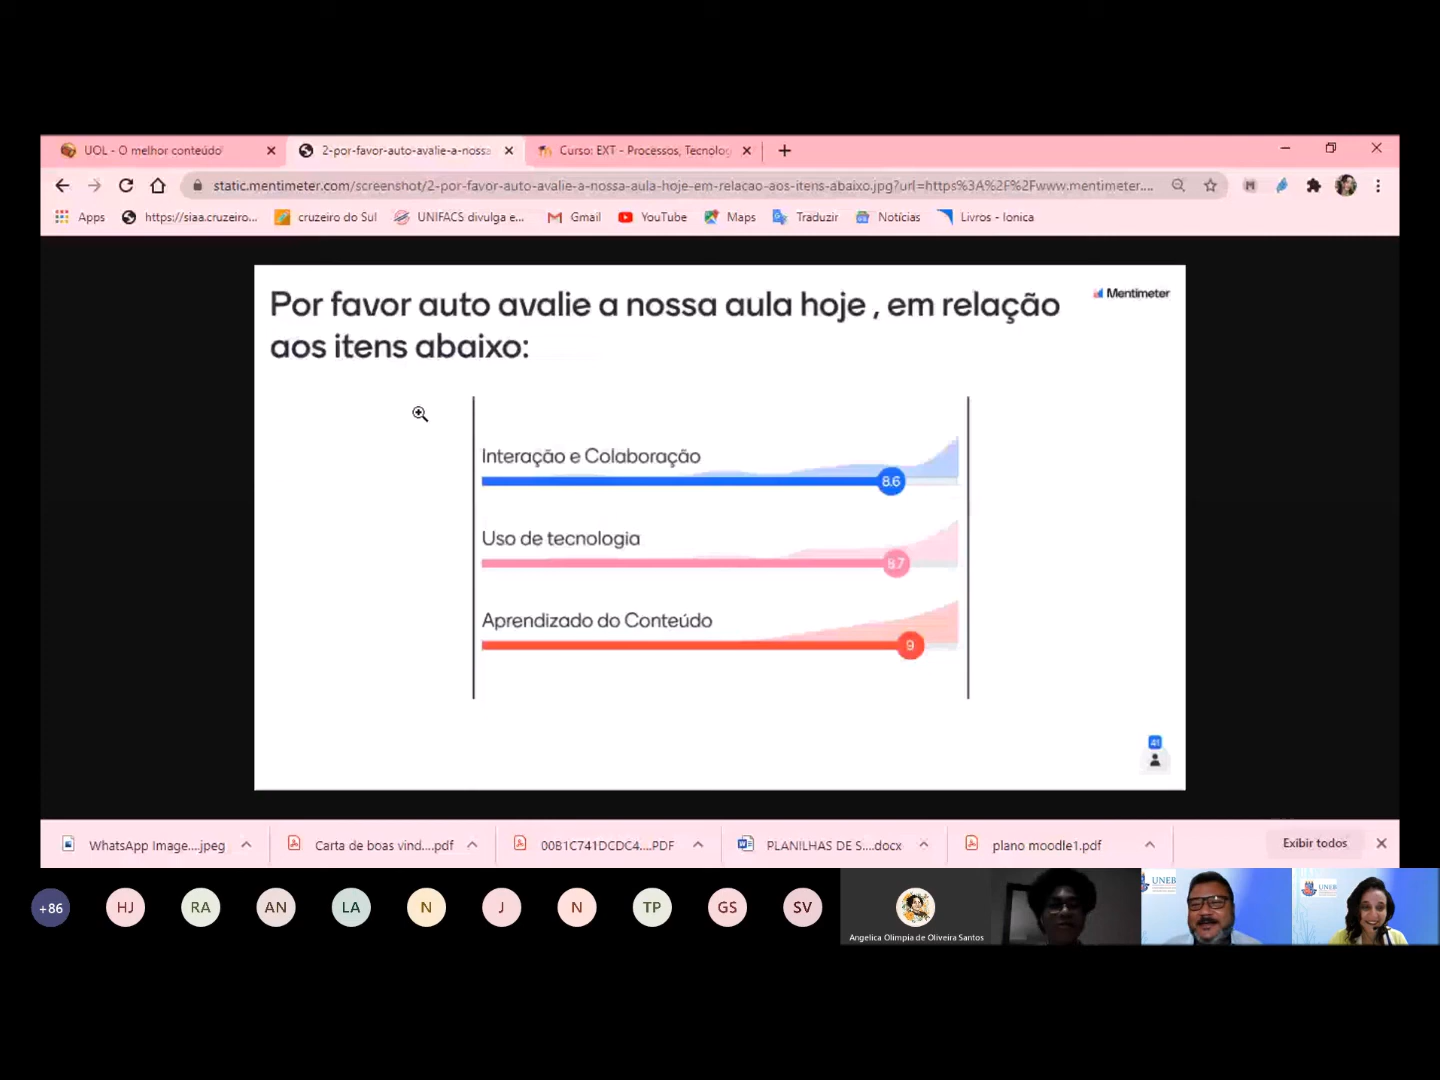 UOL - O melhor conteúdo
2-por-favor-auto-avalie-a-nossa
Curso: EXT - Processos, Tecnolog
static.mentimeter.com/screenshot/2-por-favor-auto-avalie-a-nossa-aula-hoje-em-relacao-aos-itens-abaixo.jpg?url=https%3A%2F%2Fwww.mentimeter....
Apps
https://siaa.cruzeiro...
cruzeiro do Sul
UNIFACS divulga e...
Gmail
YouTube
Maps
Traduzir
Notícias
Livros - Ionica
Por favor auto avalie a nossa aula hoje , em relação
aos itens abaixo:
Mentimeter
Interação e Colaboração
8.6
Uso de tecnologia
8.7
Aprendizado do Conteúdo
9
41
WhatsApp Image....jpeg
Carta de boas vind....pdf
00B1C741DCDC4....PDF
PLANILHAS DE S....docx
plano moodle1.pdf
Exibir todos
+86
HJ
RA
AN
LA
N
J
N
TP
GS
SV
Angelica Olimpia de Oliveira Santos
UNEB
UNEB